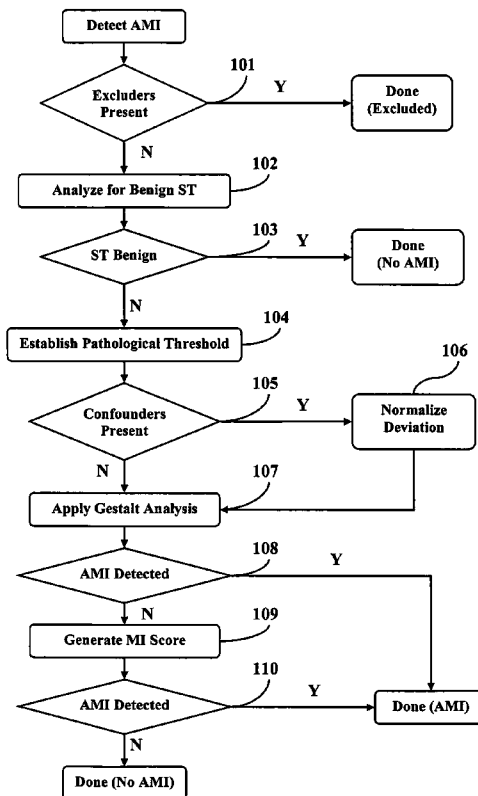 Detect AMI
101
Excluders
Present
Y
Done
(Excluded)
N
102
Analyze for Benign ST
103
ST Benign
Y
Done
(No AMI)
N
104
Establish Pathological Threshold
105
106
Confounders
Present
Y
Normalize
Deviation
N
107
Apply Gestalt Analysis
108
AMI Detected
Y
N
109
Generate MI Score
110
AMI Detected
Y
Done (AMI)
N
Done (No AMI)